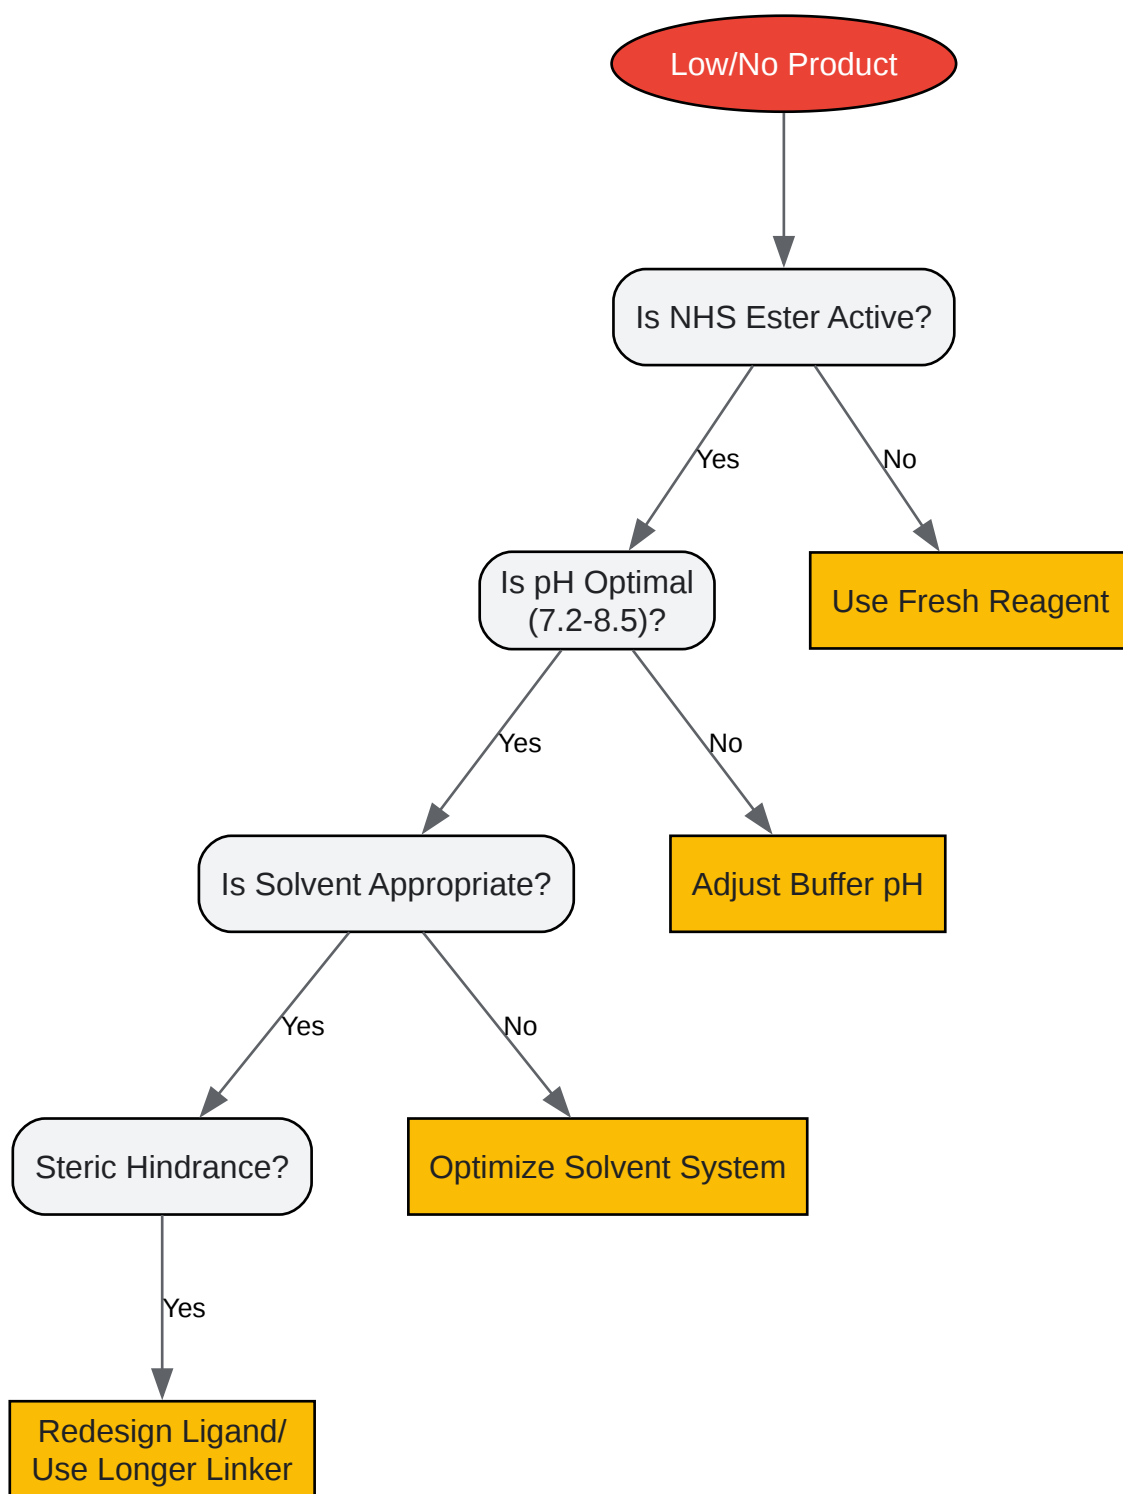 Low/No Product
Is NHS Ester Active?
Yes
No
Is pH Optimal
(7.2-8.5)?
Use Fresh Reagent
Yes
No
Is Solvent Appropriate?
Adjust Buffer pH
Yes
No
Steric Hindrance?
Optimize Solvent System
Yes
Redesign Ligand/
Use Longer Linker